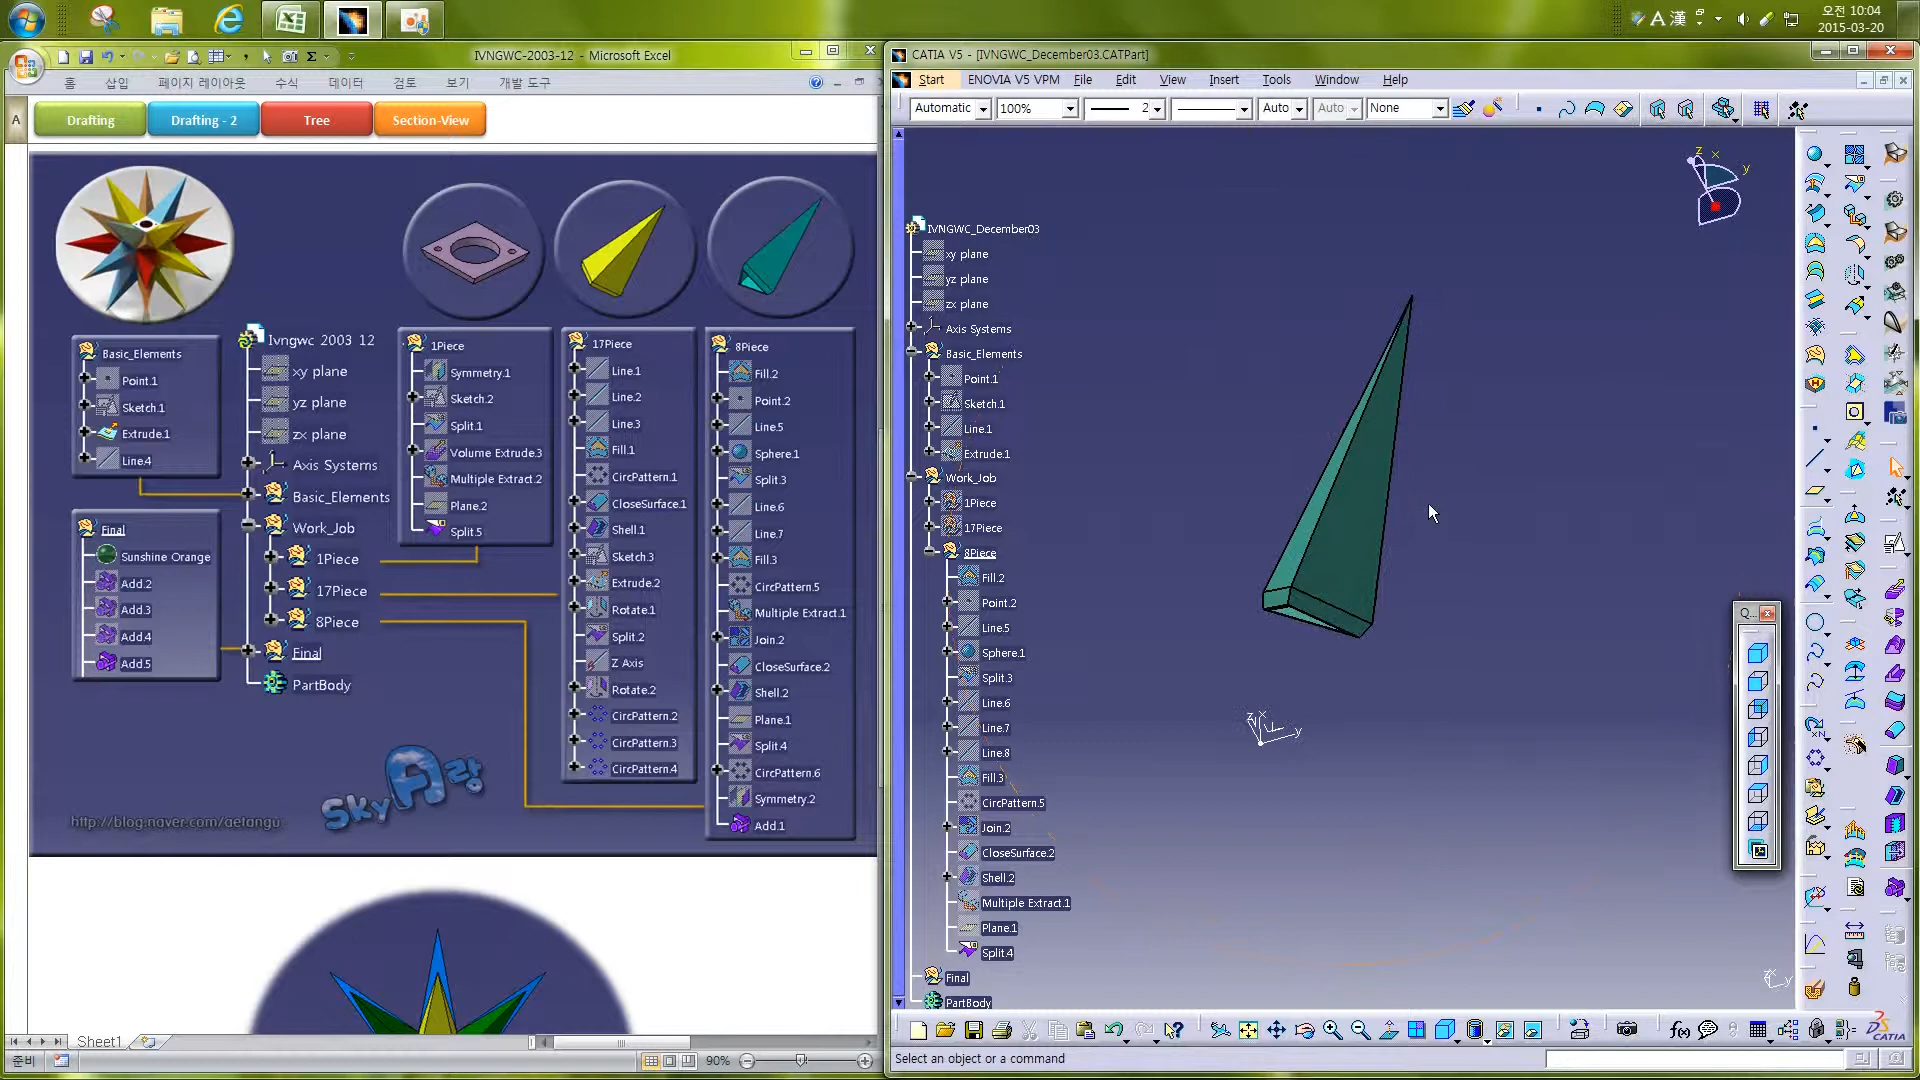 A 漢
오전 10:04
2015-03-20
IVNGWC-2003-12 - Microsoft Excel
홈 삽입 페이지 레이아웃 수식 데이터 검토 보기 개발 도구
A
Drafting
Drafting - 2
Tree
Section-View
Basic_Elements
Point.1
Sketch.1
Extrude.1
Line.4
Final
Sunshine Orange
Add.2
Add.3
Add.4
Add.5
Ivngwc 2003 12
xy plane
yz plane
zx plane
Axis Systems
Basic_Elements
Work_Job
1Piece
17Piece
8Piece
Final
PartBody
1Piece
Symmetry.1
Sketch.2
Split.1
Volume Extrude.3
Multiple Extract.2
Plane.2
Split.5
17Piece
Line.1
Line.2
Line.3
Fill.1
CircPattern.1
CloseSurface.1
Shell.1
Sketch.3
Extrude.2
Rotate.1
Split.2
Z Axis
Rotate.2
CircPattern.2
CircPattern.3
CircPattern.4
8Piece
Fill.2
Point.2
Line.5
Sphere.1
Split.3
Line.6
Line.7
Fill.3
CircPattern.5
Multiple Extract.1
Join.2
CloseSurface.2
Shell.2
Plane.1
Split.4
CircPattern.6
Symmetry.2
Add.1
Sky A랑
http://blog.naver.com/aetangu
Sheet1
준비
90%
CATIA V5 - [IVNGWC_December03.CATPart]
Start ENOVIA V5 VPM File Edit View Insert Tools Window Help
Automatic 100% 2 Auto Auto None
IVNGWC_December03
xy plane
yz plane
zx plane
Axis Systems
Basic_Elements
Point.1
Sketch.1
Line.1
Extrude.1
Work_Job
1Piece
17Piece
8Piece
Fill.2
Point.2
Line.5
Sphere.1
Split.3
Line.6
Line.7
Line.8
Fill.3
CircPattern.5
Join.2
CloseSurface.2
Shell.2
Multiple Extract.1
Plane.1
Split.4
Final
PartBody
z x y
Q...
f(x)
CATIA
Select an object or a command